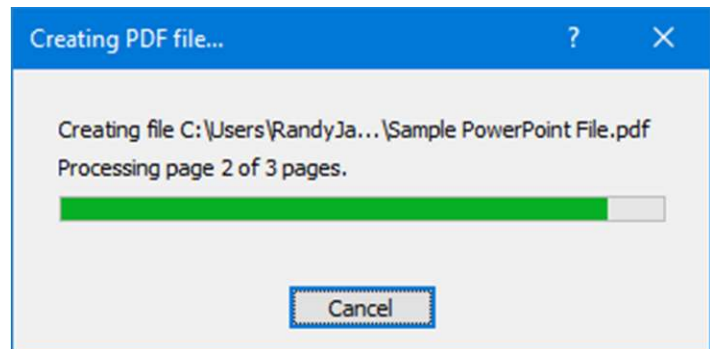 Creating PDF file... ?
Creating file C:\Users\RandyJa...\Sample PowerPoint File.pdf
Processing page 2 of 3 pages.
Cancel